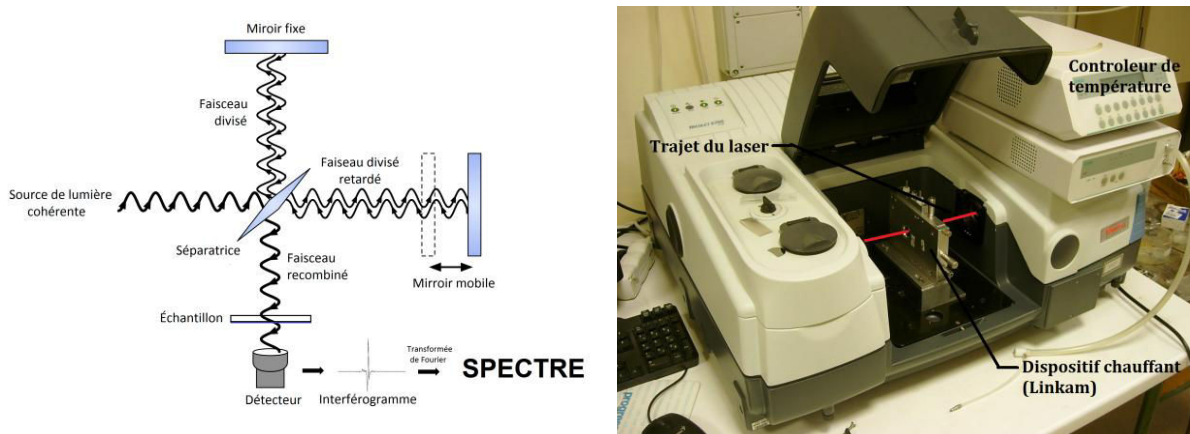 Miroir fixe
Faisceau
divisé
Faiseau divisé
retardé
Source de lumière
cohérente
Séparatrice
Faisceau
recombiné
Mirroir mobile
Échantillon
Transformée
de Fourier
SPECTRE
Détecteur
Interférogramme
Controleur de
température
Trajet du laser
Dispositif chauffant
(Linkam)